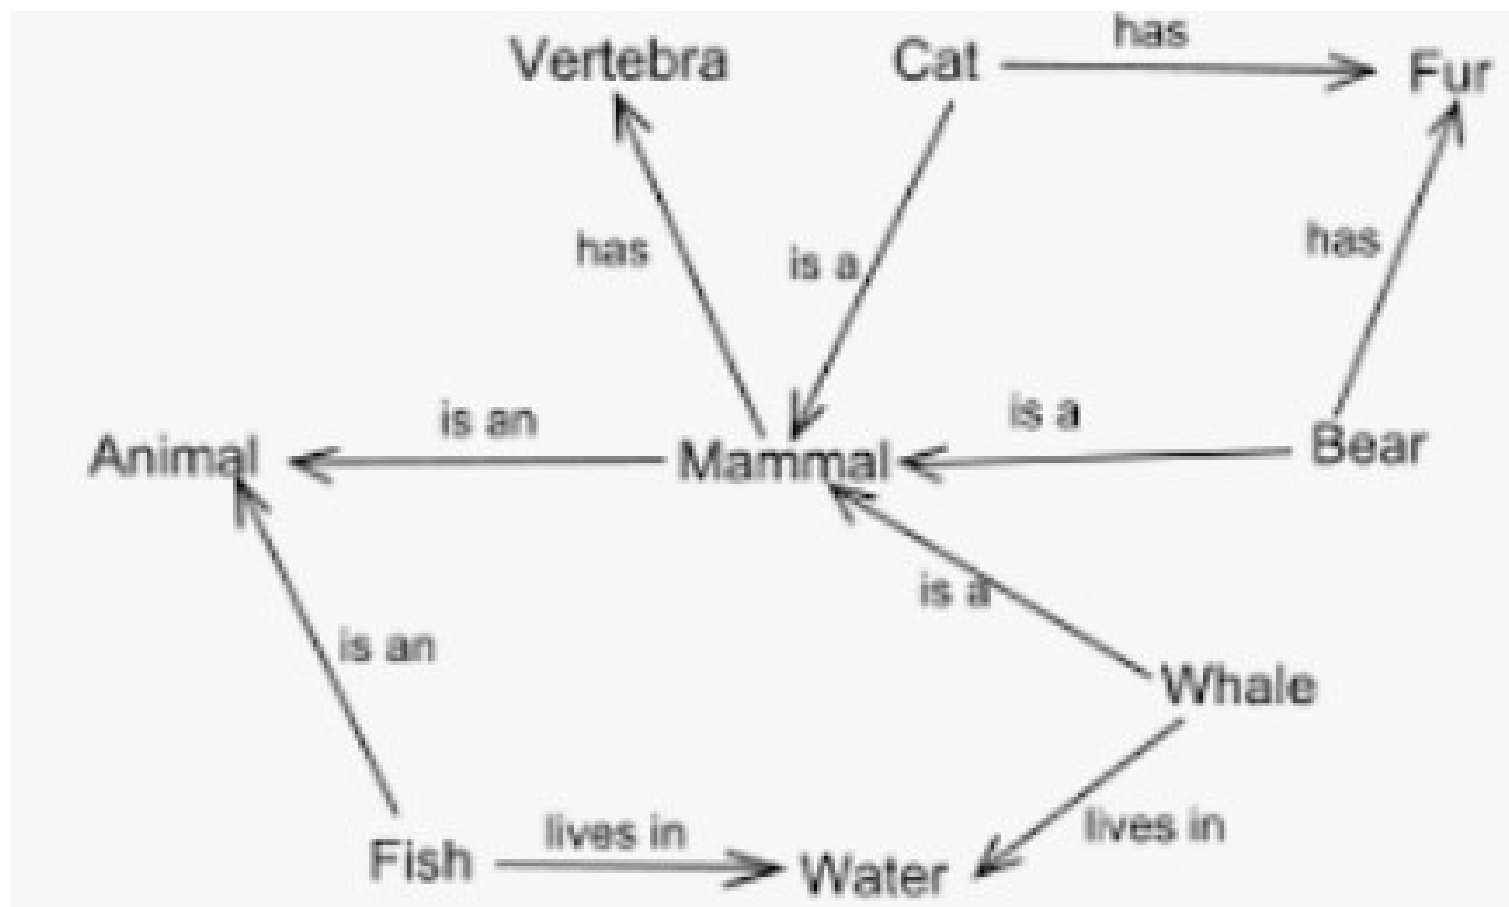 has
Vertebra
Cat
Fur
has
is a
has
is an
is a
Animal
Mammal
Bear
is a
is an
Whale
lives in
lives in
Fish
Water